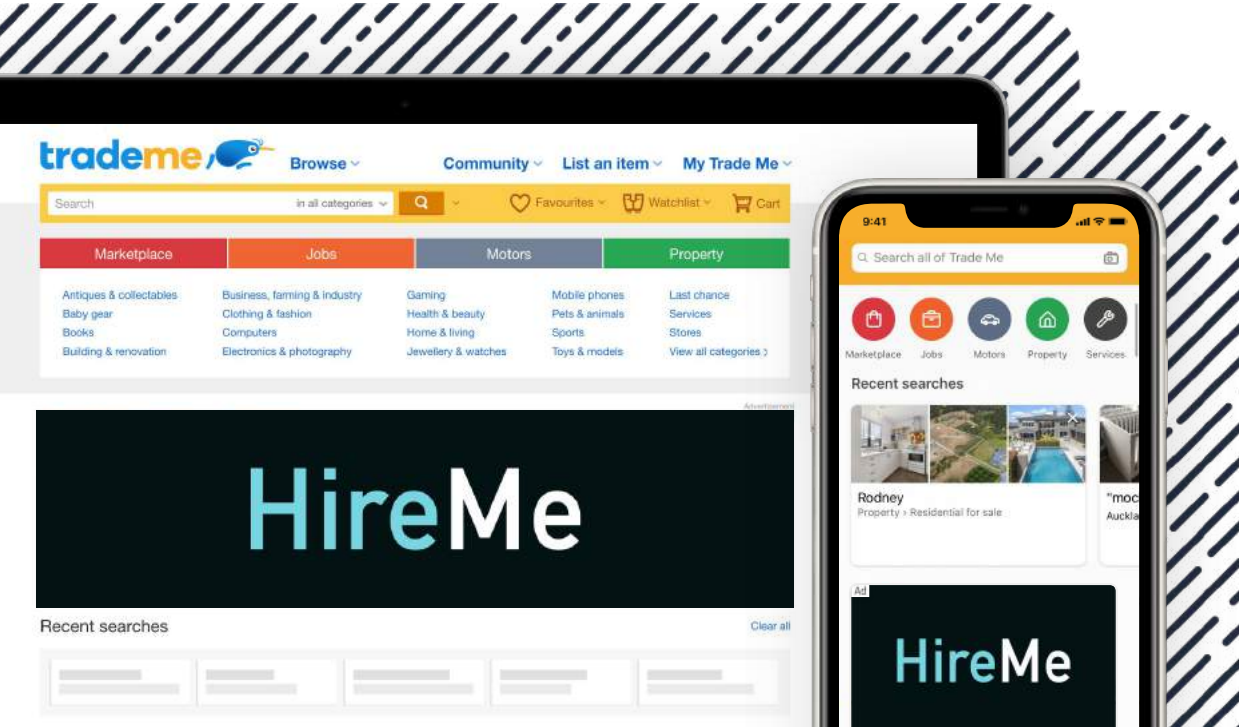 trademe
Browse Community List an item My Trade Me
Search in all categories Favourites Watchlist Cart
Marketplace Jobs Motors Property
Antiques & collectables Business, farming & industry Gaming Mobile phones Last chance
Baby gear Clothing & fashion Health & beauty Pets & animals Services
Books Computers Home & living Sports Stores
Building & renovation Electronics & photography Jewellery & watches Toys & models View all categories
Advertisement
HireMe
Recent searches Clear all
9:41
Search all of Trade Me
Marketplace Jobs Motors Property Services
Recent searches
Rodney
Property › Residential for sale
"moc
Auckla
Ad
HireMe